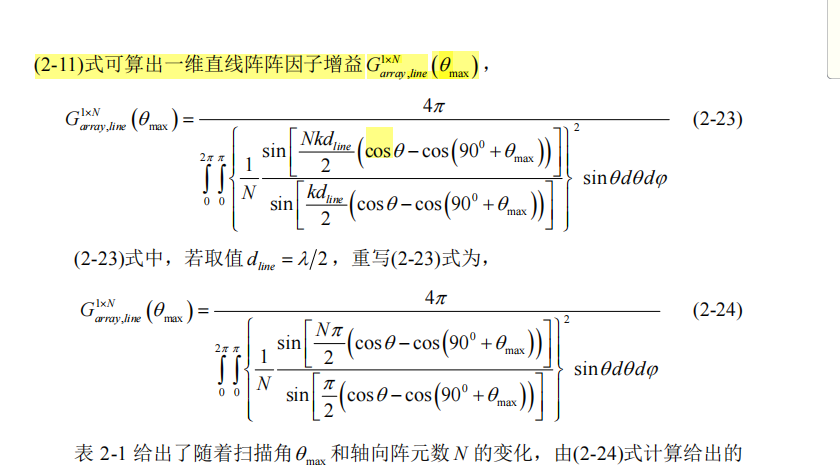 (2-11)式可算出一维直线阵阵因子增益 $G_{array,line}^{1\times N}(\theta_{max})$,
$G_{array,line}^{1\times N}(\theta_{max})=\frac{4\pi}{\int_{0}^{2\pi}\int_{0}^{\pi}\left\{\frac{1}{N}\frac{\sin\left[\frac{Nkd_{line}}{2}\left(\cos\theta-\cos\left(90^{0}+\theta_{max}\right)\right)\right]}{\sin\left[\frac{kd_{line}}{2}\left(\cos\theta-\cos\left(90^{0}+\theta_{max}\right)\right)\right]}\right\}^{2}\sin\theta d\theta d\varphi}$ (2-23)
(2-23)式中，若取值 $d_{line}=\lambda/2$，重写(2-23)式为，
$G_{array,line}^{1\times N}(\theta_{max})=\frac{4\pi}{\int_{0}^{2\pi}\int_{0}^{\pi}\left\{\frac{1}{N}\frac{\sin\left[\frac{N\pi}{2}\left(\cos\theta-\cos\left(90^{0}+\theta_{max}\right)\right)\right]}{\sin\left[\frac{\pi}{2}\left(\cos\theta-\cos\left(90^{0}+\theta_{max}\right)\right)\right]}\right\}^{2}\sin\theta d\theta d\varphi}$ (2-24)
表 2-1 给出了随着扫描角 $\theta_{max}$ 和轴向阵元数 $N$ 的变化，由(2-24)式计算给出的